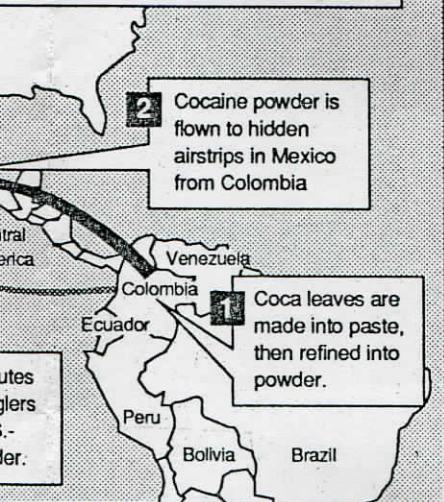 2
Cocaine powder is
flown to hidden
airstrips in Mexico
from Colombia
Venezuela
Colombia
1
Coca leaves are
made into paste,
then refined into
powder.
Ecuador
Peru
Bolivia
Brazil